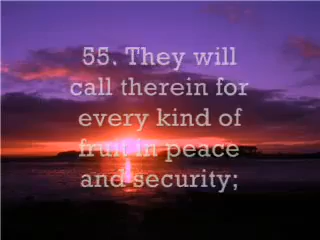 55. They will
call therein for
every kind of
fruit in peace
and security;